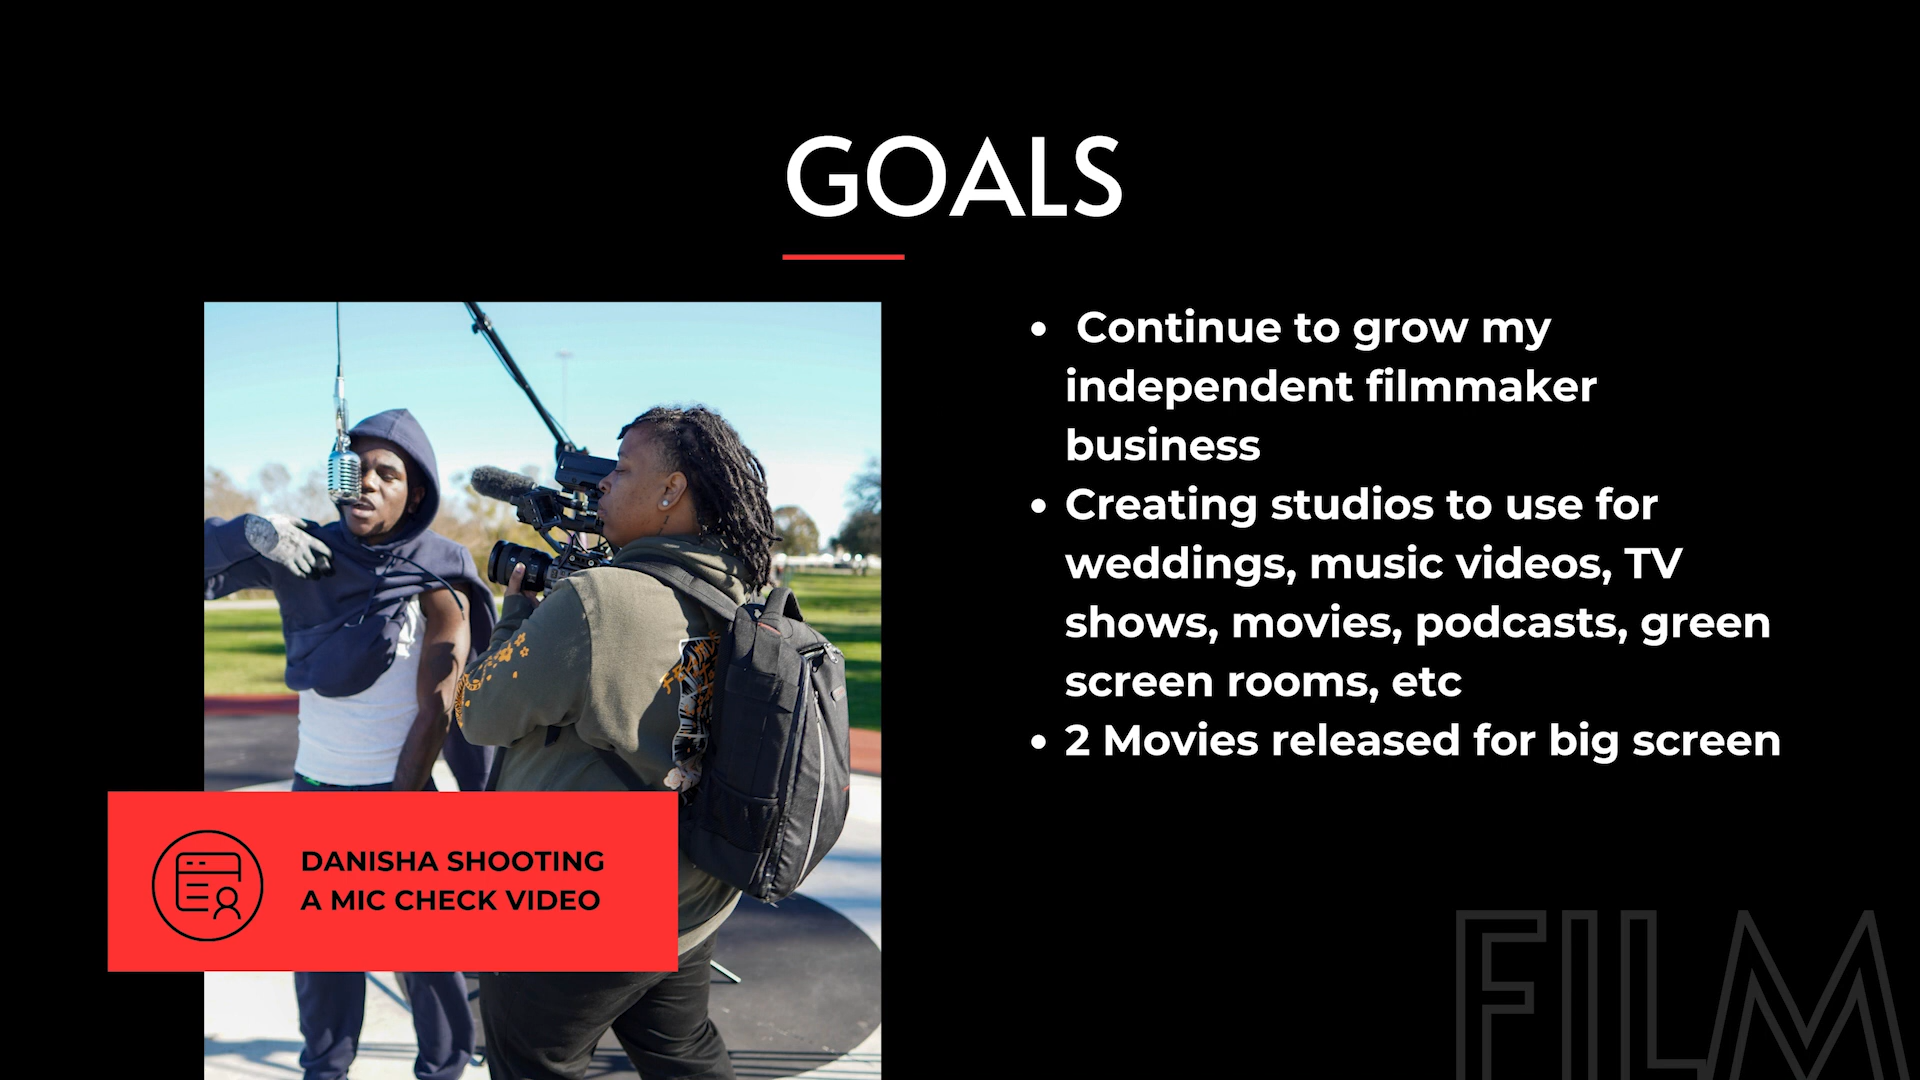 GOALS
• Continue to grow my
independent filmmaker
business
• Creating studios to use for
weddings, music videos, TV
shows, movies, podcasts, green
screen rooms, etc
• 2 Movies released for big screen
DANISHA SHOOTING
A MIC CHECK VIDEO
FILM